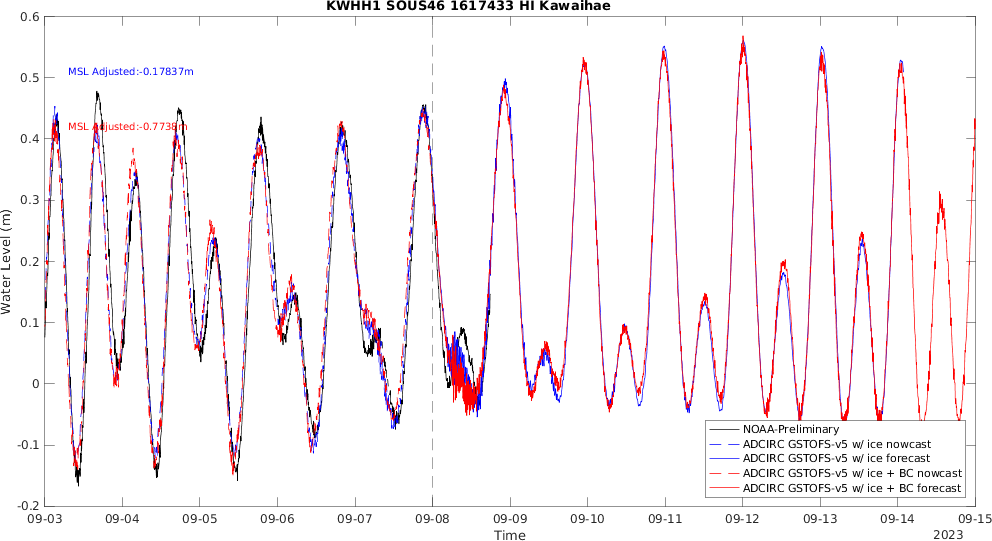 KWHH1 SOUS46 1617433 HI Kawaihae
0.6
0.5
0.4
0.3
0.2
0.1
0
-0.1
-0.2
Water Level (m)
MSL Adjusted:-0.17837m
MSL Adjusted:-0.7738m
NOAA-Preliminary
ADCIRC GSTOFS-v5 w/ ice nowcast
ADCIRC GSTOFS-v5 w/ ice forecast
ADCIRC GSTOFS-v5 w/ ice + BC nowcast
ADCIRC GSTOFS-v5 w/ ice + BC forecast
09-03 09-04 09-05 09-06 09-07 09-08 09-09 09-10 09-11 09-12 09-13 09-14 09-15
Time
2023